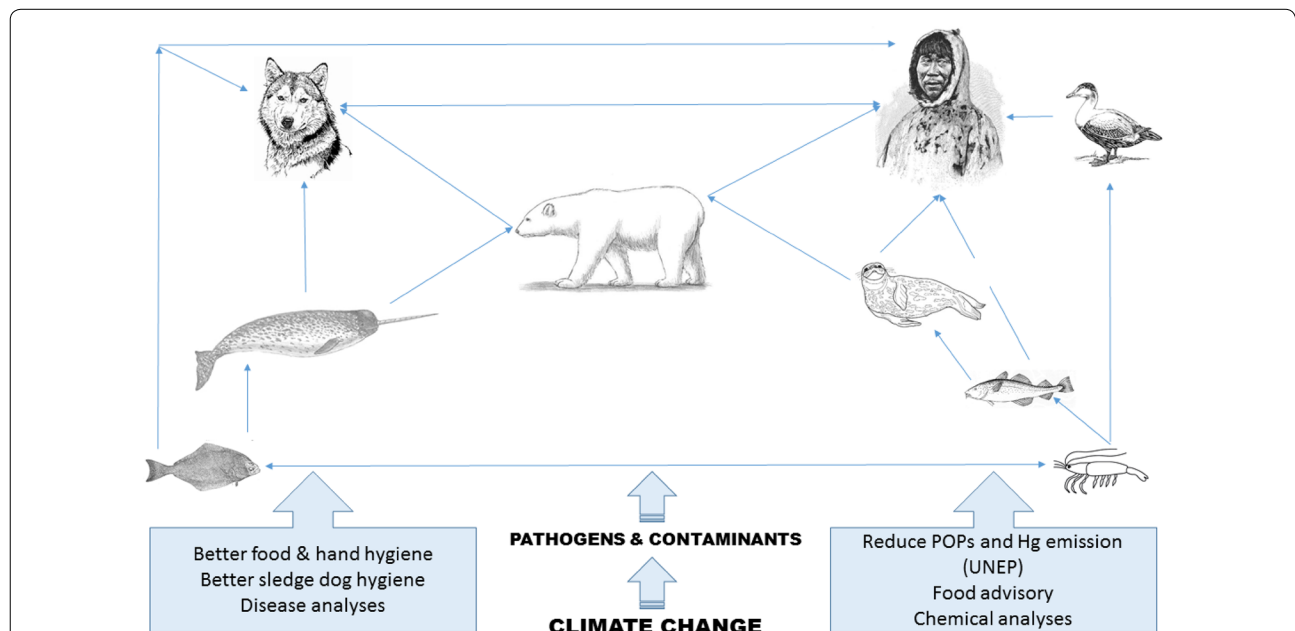 Better food & hand hygiene
Better sledge dog hygiene
Disease analyses
PATHOGENS & CONTAMINANTS
CLIMATE CHANGE
Reduce POPs and Hg emission
(UNEP)
Food advisory
Chemical analyses